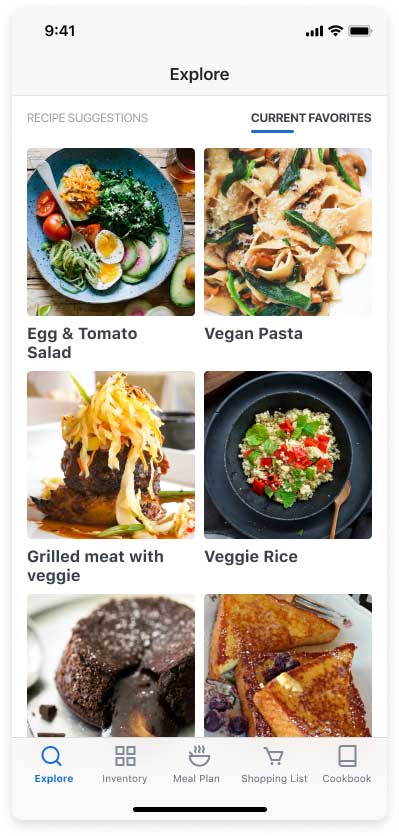 9:41
Explore
RECIPE SUGGESTIONS
CURRENT FAVORITES
Egg & Tomato
Salad
Vegan Pasta
Grilled meat with
veggie
Veggie Rice
Explore
Inventory
Meal Plan
Shopping List
Cookbook